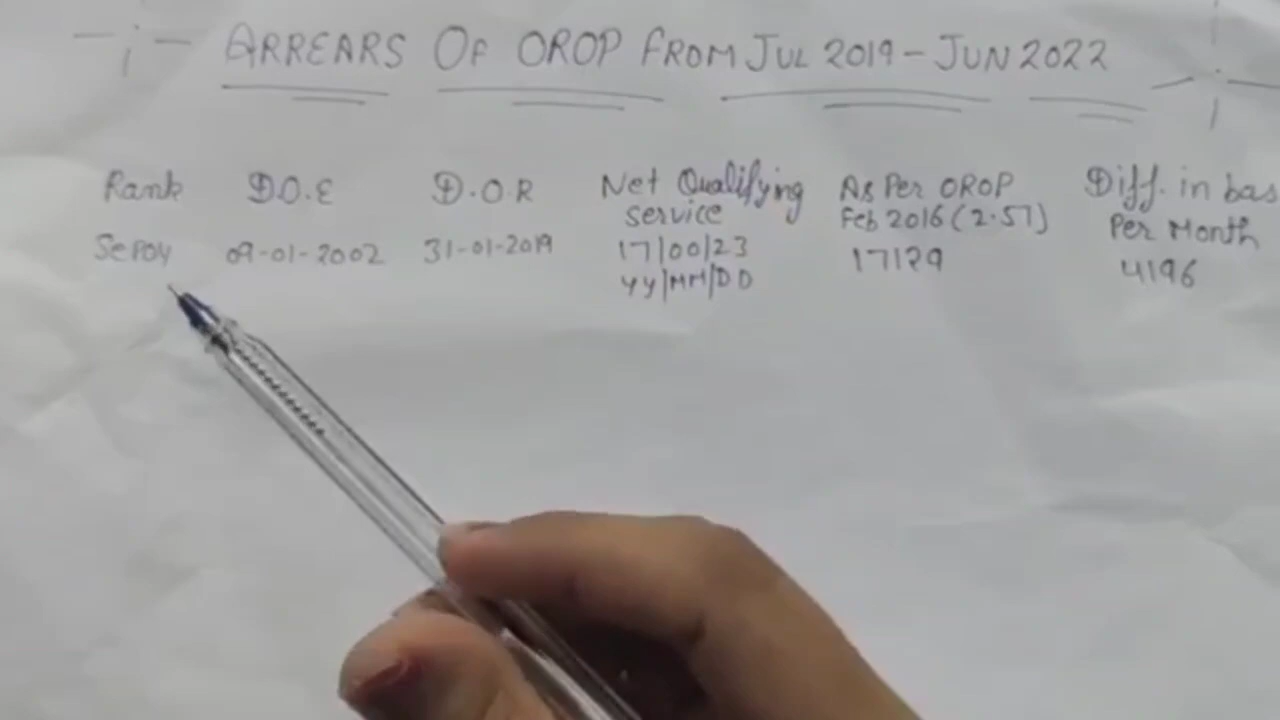 ARREARS OF OROP FROM JUL 2019 - JUN 2022
Rank D.O.E D.O.R Net Qualifying As Per OROP Diff. in bas
service Feb 2016 (2.57) Per Month
Sepoy 09-01-2002 31-01-2019 17/00/23 17129 4196
YY/MM/DD